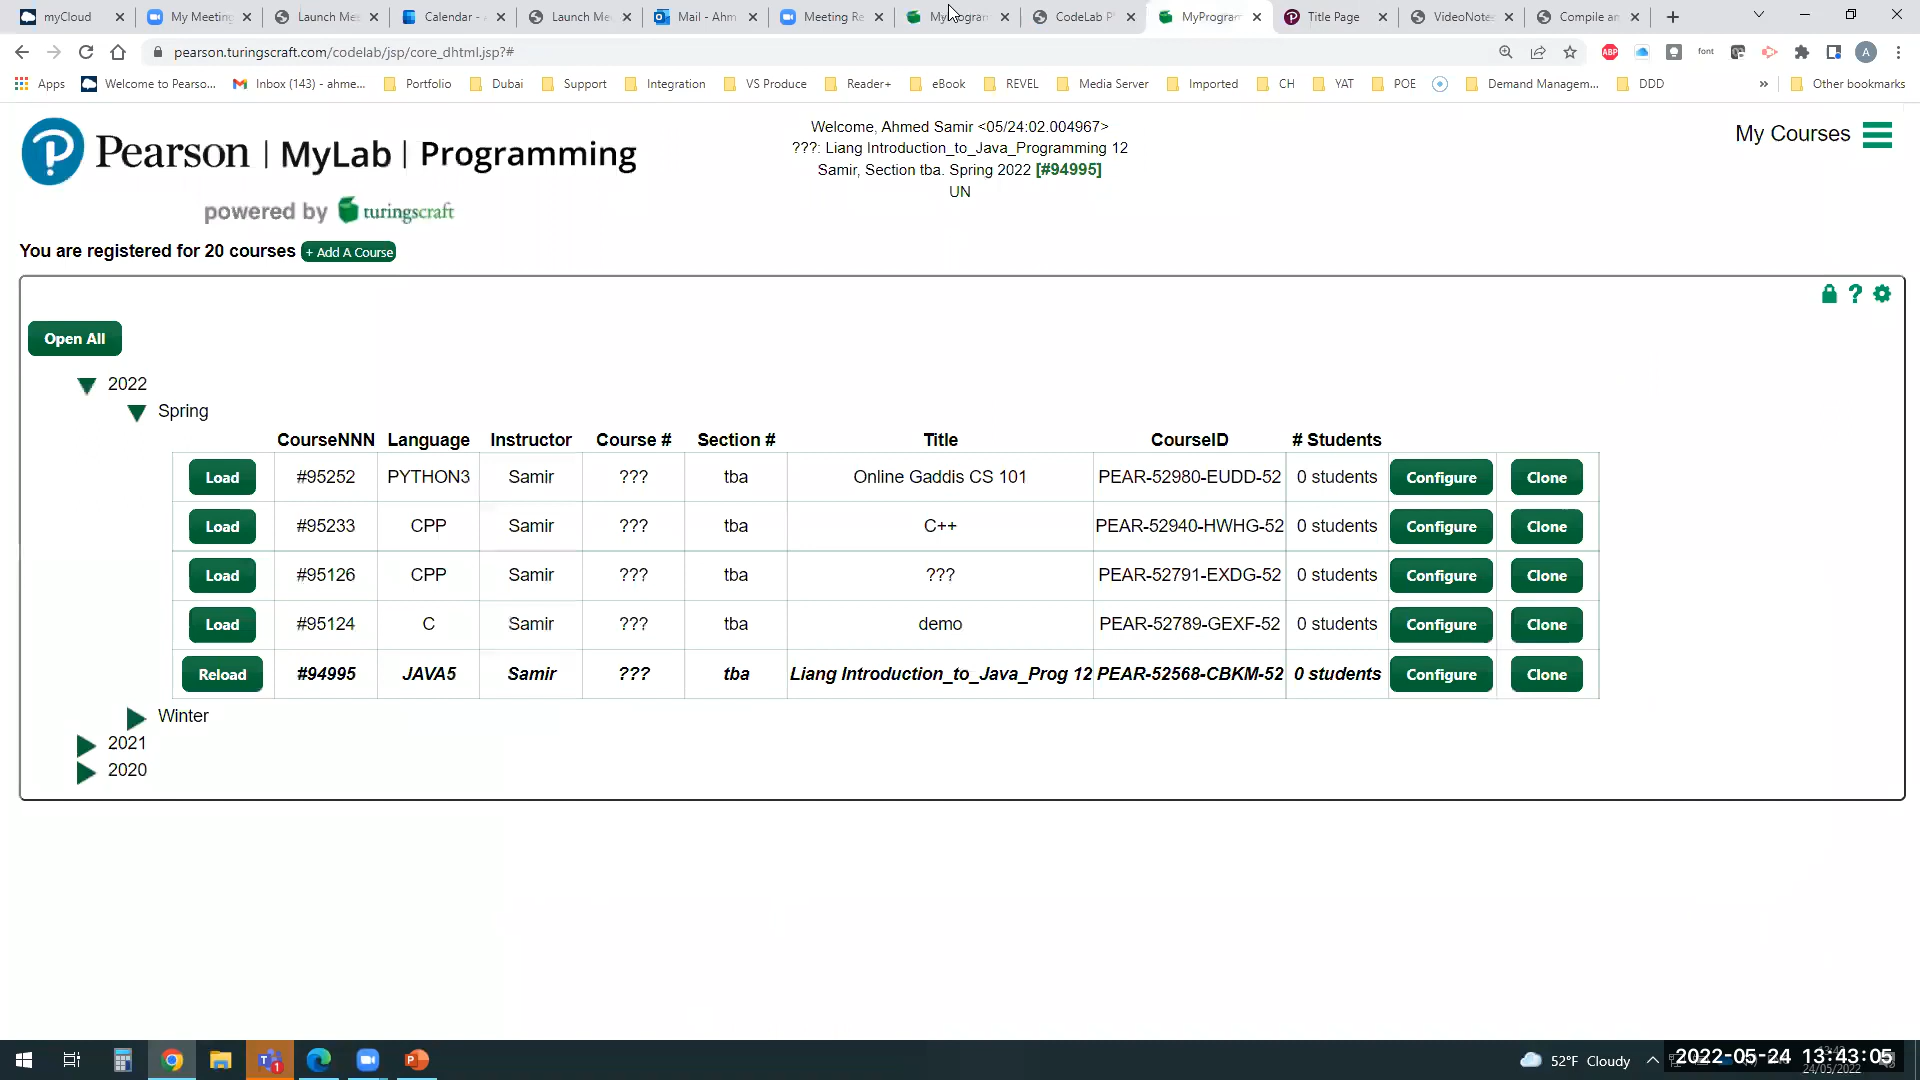 myCloud
My Meeting
Launch Me
Calendar - A
Launch Me
Mail - Ahm
Meeting Re
CodeLab P
MyProgram
Title Page
VideoNote
Compile an
pearson.turingscraft.com/codelab/jsp/core_dhtml.jsp?#
ABP
font
A
Apps
Welcome to Pearso...
Inbox (143) - ahme...
Portfolio
Dubai
Support
Integration
VS Produce
Reader+
eBook
REVEL
Media Server
Imported
CH
YAT
POE
Demand Managem...
DDD
»
Other bookmarks
Pearson | MyLab | Programming
powered by turingscraft
Welcome, Ahmed Samir <05/24:02.004967>
???: Liang Introduction_to_Java_Programming 12
Samir, Section tba. Spring 2022 [#94995]
UN
My Courses
You are registered for 20 courses + Add A Course
?
Open All
2022
Spring
CourseNNN Language Instructor Course # Section # Title CourseID # Students
Load #95252 PYTHON3 Samir ??? tba Online Gaddis CS 101 PEAR-52980-EUDD-52 0 students Configure Clone
Load #95233 CPP Samir ??? tba C++ PEAR-52940-HWHG-52 0 students Configure Clone
Load #95126 CPP Samir ??? tba ??? PEAR-52791-EXDG-52 0 students Configure Clone
Load #95124 C Samir ??? tba demo PEAR-52789-GEXF-52 0 students Configure Clone
Reload #94995 JAVA5 Samir ??? tba Liang Introduction_to_Java_Prog 12 PEAR-52568-CBKM-52 0 students Configure Clone
Winter
2021
2020
52°F Cloudy
2022-05-24 13:43:05
24/05/2022